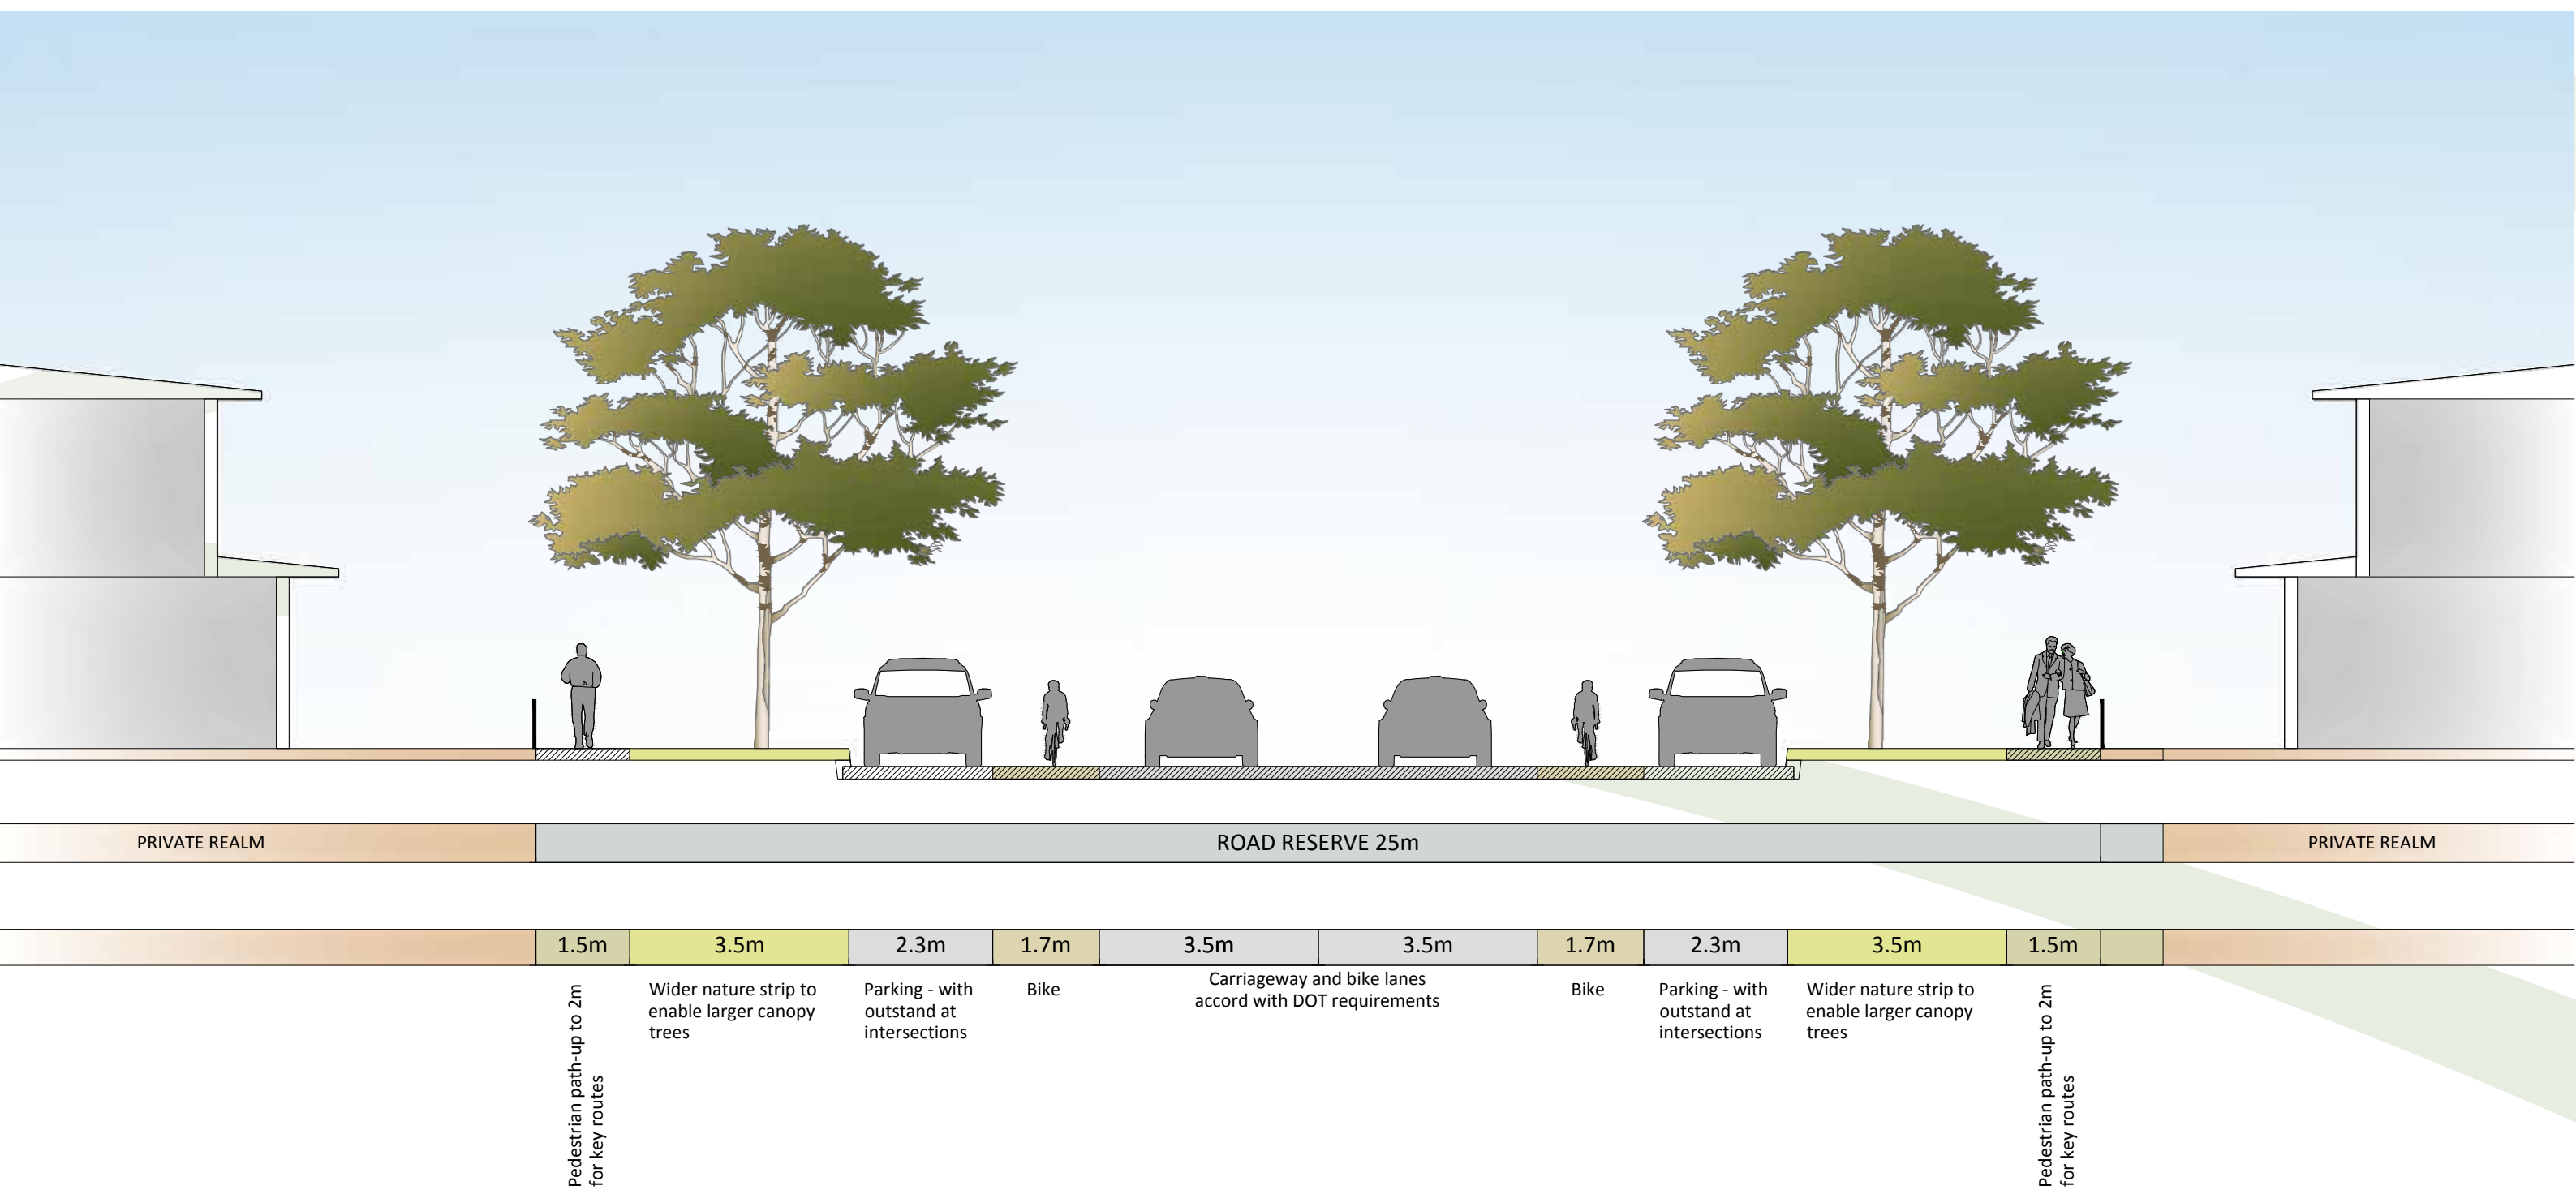 PRIVATE REALM
ROAD RESERVE 25m
PRIVATE REALM
1.5m
3.5m
2.3m
1.7m
3.5m
3.5m
1.7m
2.3m
3.5m
1.5m
Pedestrian path-up to 2m
for key routes
Wider nature strip to
enable larger canopy
trees
Parking - with
outstand at
intersections
Bike
Carriageway and bike lanes
accord with DOT requirements
Bike
Parking - with
outstand at
intersections
Wider nature strip to
enable larger canopy
trees
Pedestrian path-up to 2m
for key routes